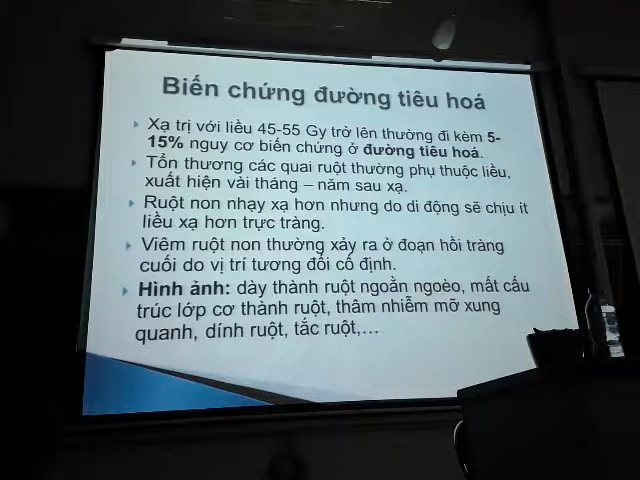 Biến chứng đường tiêu hoá
Xạ trị với liều 45-55 Gy trở lên thường đi kèm 5-
15% nguy cơ biến chứng ở đường tiêu hoá.
Tổn thương các quai ruột thường phụ thuộc liều,
xuất hiện vài tháng – năm sau xạ.
Ruột non nhạy xạ hơn nhưng do di động sẽ chịu ít
liều xạ hơn trực tràng.
Viêm ruột non thường xảy ra ở đoạn hồi tràng
cuối do vị trí tương đối cố định.
Hình ảnh: dày thành ruột ngoằn ngoèo, mất cấu
trúc lớp cơ thành ruột, thâm nhiễm mỡ xung
quanh, dính ruột, tắc ruột,…